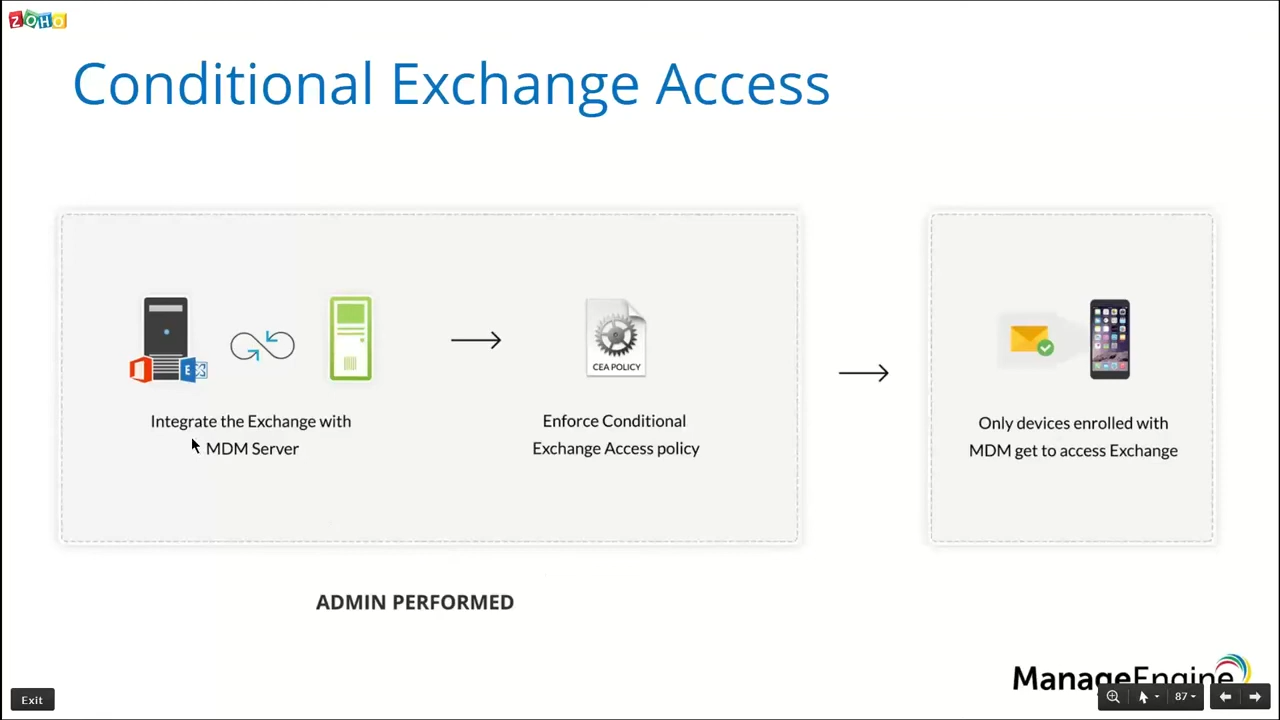 ZOHO
Conditional Exchange Access
E
CEA POLICY
Integrate the Exchange with
MDM Server
Enforce Conditional
Exchange Access policy
Only devices enrolled with
MDM get to access Exchange
ADMIN PERFORMED
ManageEngine
Exit
87